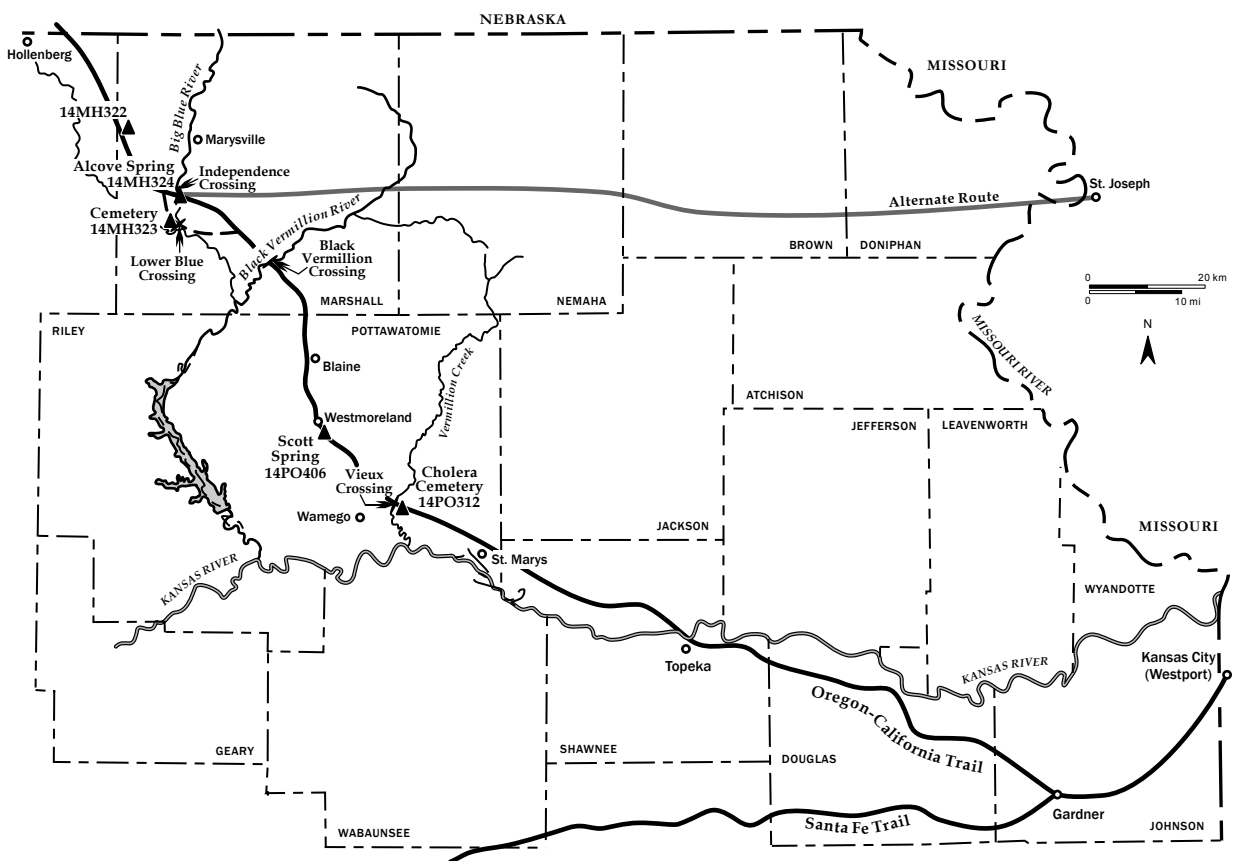 NEBRASKA
Hollenberg
MISSOURI
14MH322
Big Blue River
Marysville
Alcove Spring
14MH324
Independence
Crossing
St. Joseph
Alternate Route
Cemetery
14MH323
Black Vermillion River
Lower Blue
Crossing
Black
Vermillion
Crossing
BROWN
DONIPHAN
0 20 km
0 10 mi
N
MARSHALL
NEMAHA
RILEY
POTTAWATOMIE
MISSOURI RIVER
Blaine
Vermillion Creek
ATCHISON
Westmoreland
JEFFERSON
LEAVENWORTH
Scott
Spring
14PO406
Vieux
Crossing
Cholera
Cemetery
14PO312
Wamego
JACKSON
MISSOURI
St. Marys
KANSAS RIVER
WYANDOTTE
Topeka
KANSAS RIVER
Kansas City
(Westport)
Oregon-California Trail
GEARY
SHAWNEE
DOUGLAS
Gardner
Santa Fe Trail
WABAUNSEE
JOHNSON